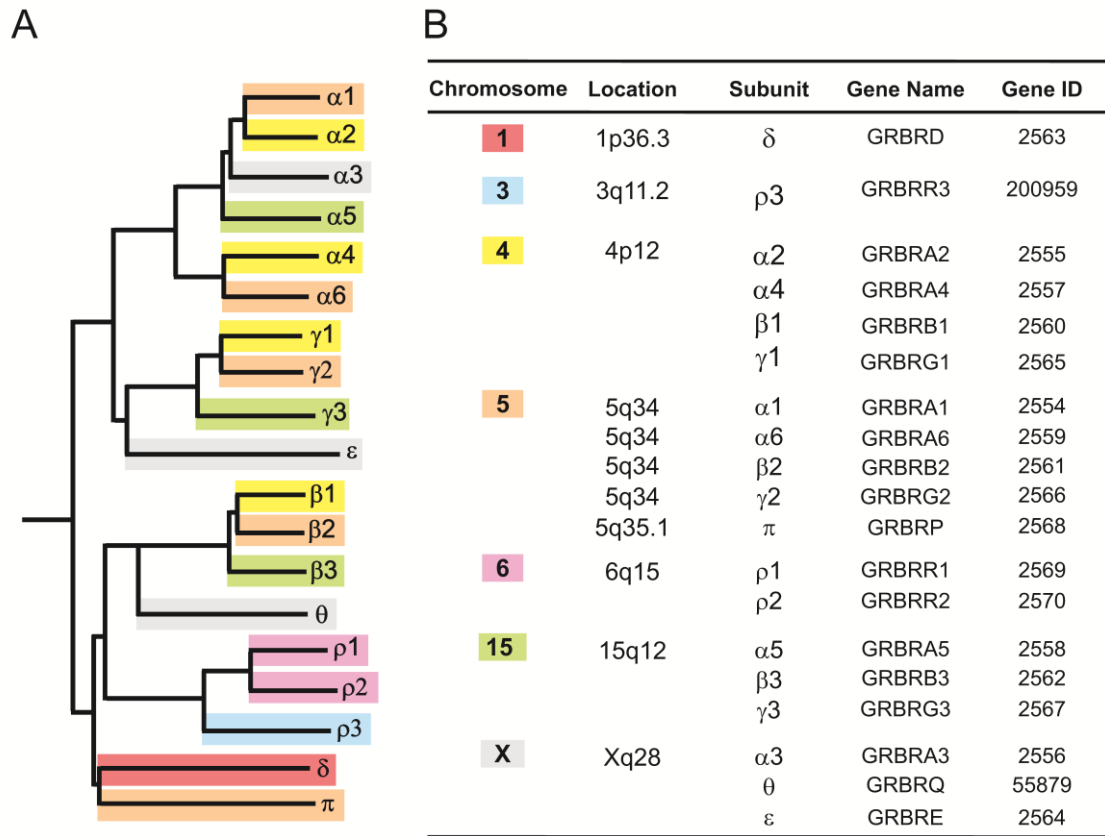 A
α1
α2
α3
α5
α4
α6
γ1
γ2
γ3
ε
β1
β2
β3
θ
ρ1
ρ2
ρ3
δ
π
B
Chromosome Location Subunit Gene Name Gene ID
1 1p36.3 δ GRBRD 2563
3 3q11.2 ρ3 GRBRR3 200959
4 4p12 α2 GRBRA2 2555
α4 GRBRA4 2557
β1 GRBRB1 2560
γ1 GRBRG1 2565
5 5q34 α1 GRBRA1 2554
5q34 α6 GRBRA6 2559
5q34 β2 GRBRB2 2561
5q34 γ2 GRBRG2 2566
5q35.1 π GRBRP 2568
6 6q15 ρ1 GRBRR1 2569
ρ2 GRBRR2 2570
15 15q12 α5 GRBRA5 2558
β3 GRBRB3 2562
γ3 GRBRG3 2567
X Xq28 α3 GRBRA3 2556
θ GRBRQ 55879
ε GRBRE 2564